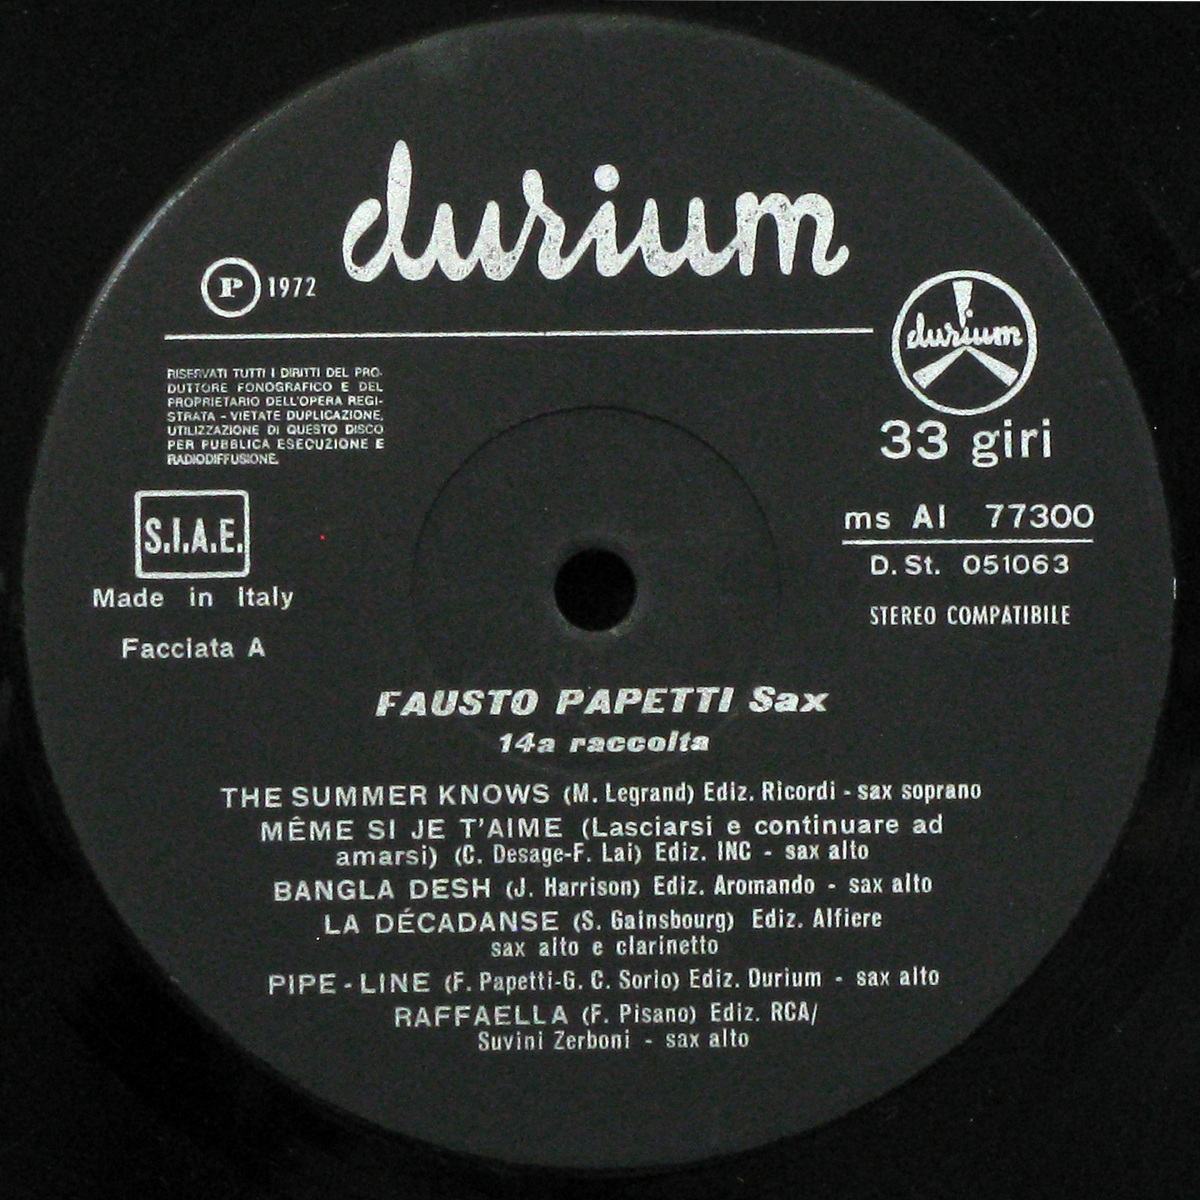 durium
P 1972
durium
RISERVATI TUTTI I DIRITTI DEL PRO-
DUTTORE FONOGRAFICO E DEL
PROPRIETARIO DELL'OPERA REGI-
STRATA - VIETATE DUPLICAZIONE,
UTILIZZAZIONE DI QUESTO DISCO
PER PUBBLICA ESECUZIONE E
RADIODIFFUSIONE.
33 giri
S.I.A.E.
ms AI 77300
D. St. 051063
Made in Italy
STEREO COMPATIBILE
Facciata A
FAUSTO PAPETTI Sax
14a raccolta
THE SUMMER KNOWS (M. Legrand) Ediz. Ricordi - sax soprano
MÊME SI JE T'AIME (Lasciarsi e continuare ad
amarsi) (C. Desage-F. Lai) Ediz. INC - sax alto
BANGLA DESH (J. Harrison) Ediz. Aromando - sax alto
LA DÉCADANSE (S. Gainsbourg) Ediz. Alfiere
sax alto e clarinetto
PIPE-LINE (F. Papetti-G. C. Sorio) Ediz. Durium - sax alto
RAFFAELLA (F. Pisano) Ediz. RCA/
Suvini Zerboni - sax alto